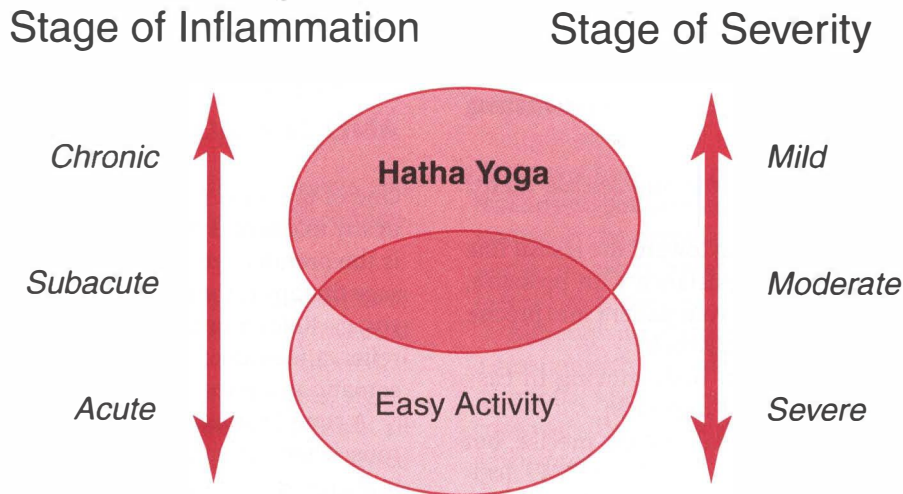 Stage of Inflammation
Stage of Severity
Chronic
Hatha Yoga
Mild
Subacute
Moderate
Acute
Easy Activity
Severe